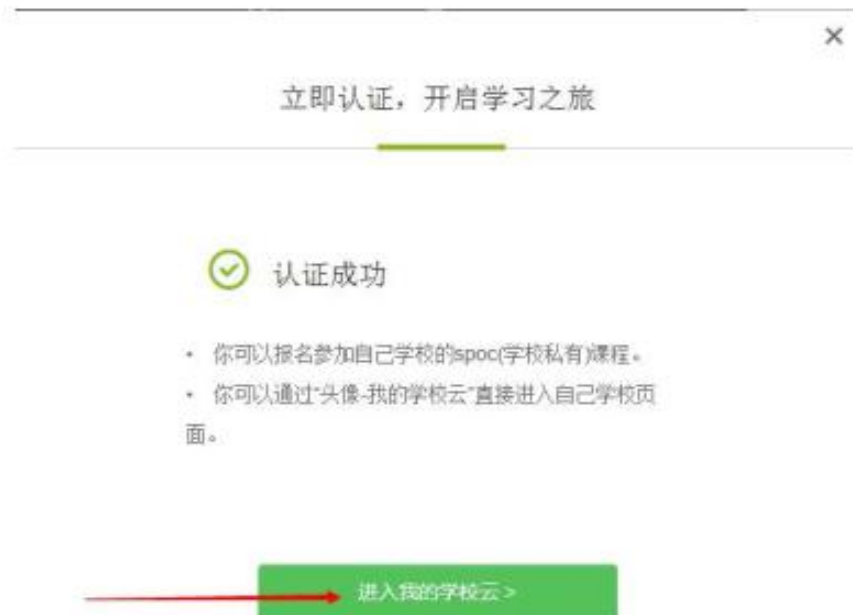 立即认证，开启学习之旅
认证成功
• 你可以报名参加自己学校的spoc(学校私有)课程。
• 你可以通过“头像-我的学校云”直接进入自己学校页
面。
进入我的学校云 >